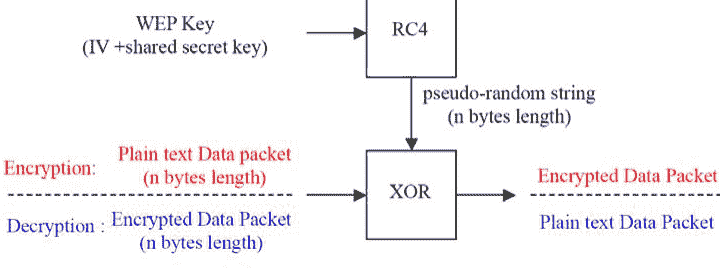 WEP Key
(IV +shared secret key)
RC4
pseudo-random string
(n bytes length)
Encryption:
Plain text Data packet
(n bytes length)
XOR
Encrypted Data Packet
Decryption :
Encrypted Data Packet
(n bytes length)
Plain text Data Packet